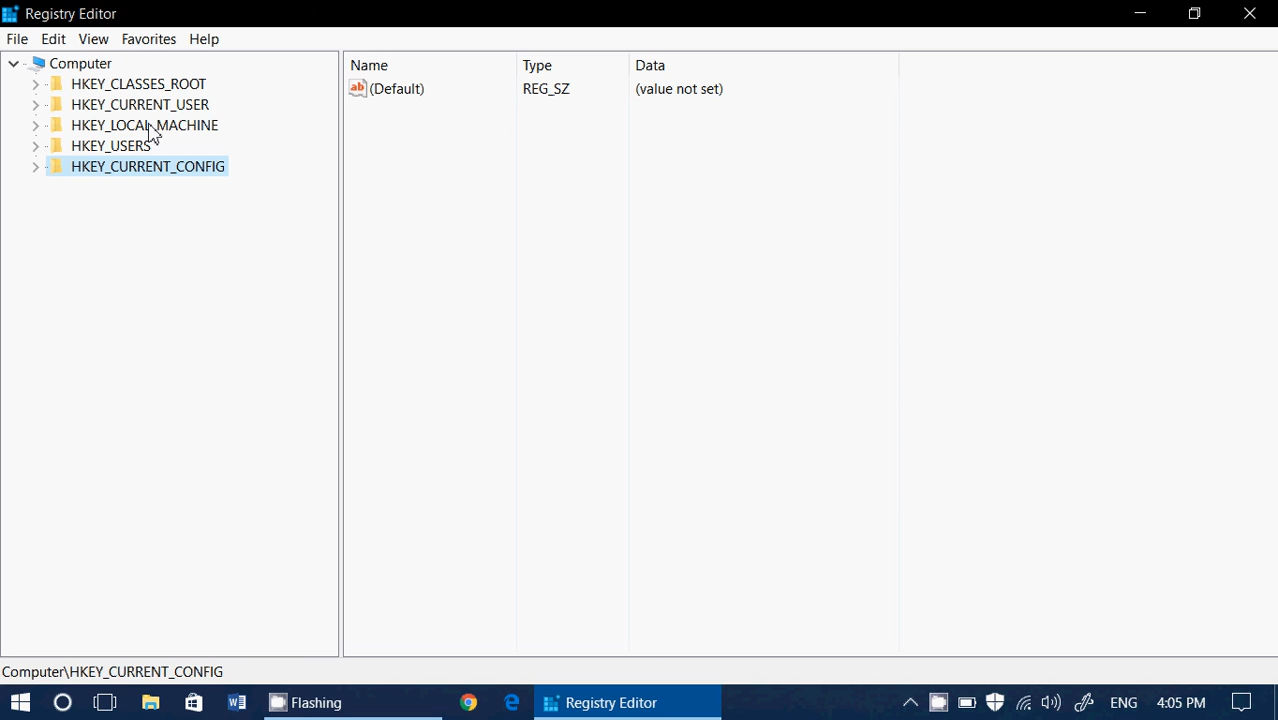 Registry Editor
File Edit View Favorites Help
Computer
HKEY_CLASSES_ROOT
HKEY_CURRENT_USER
HKEY_LOCAL_MACHINE
HKEY_USERS
HKEY_CURRENT_CONFIG
Name Type Data
ab (Default) REG_SZ (value not set)
Computer\HKEY_CURRENT_CONFIG
Flashing Registry Editor ENG 4:05 PM